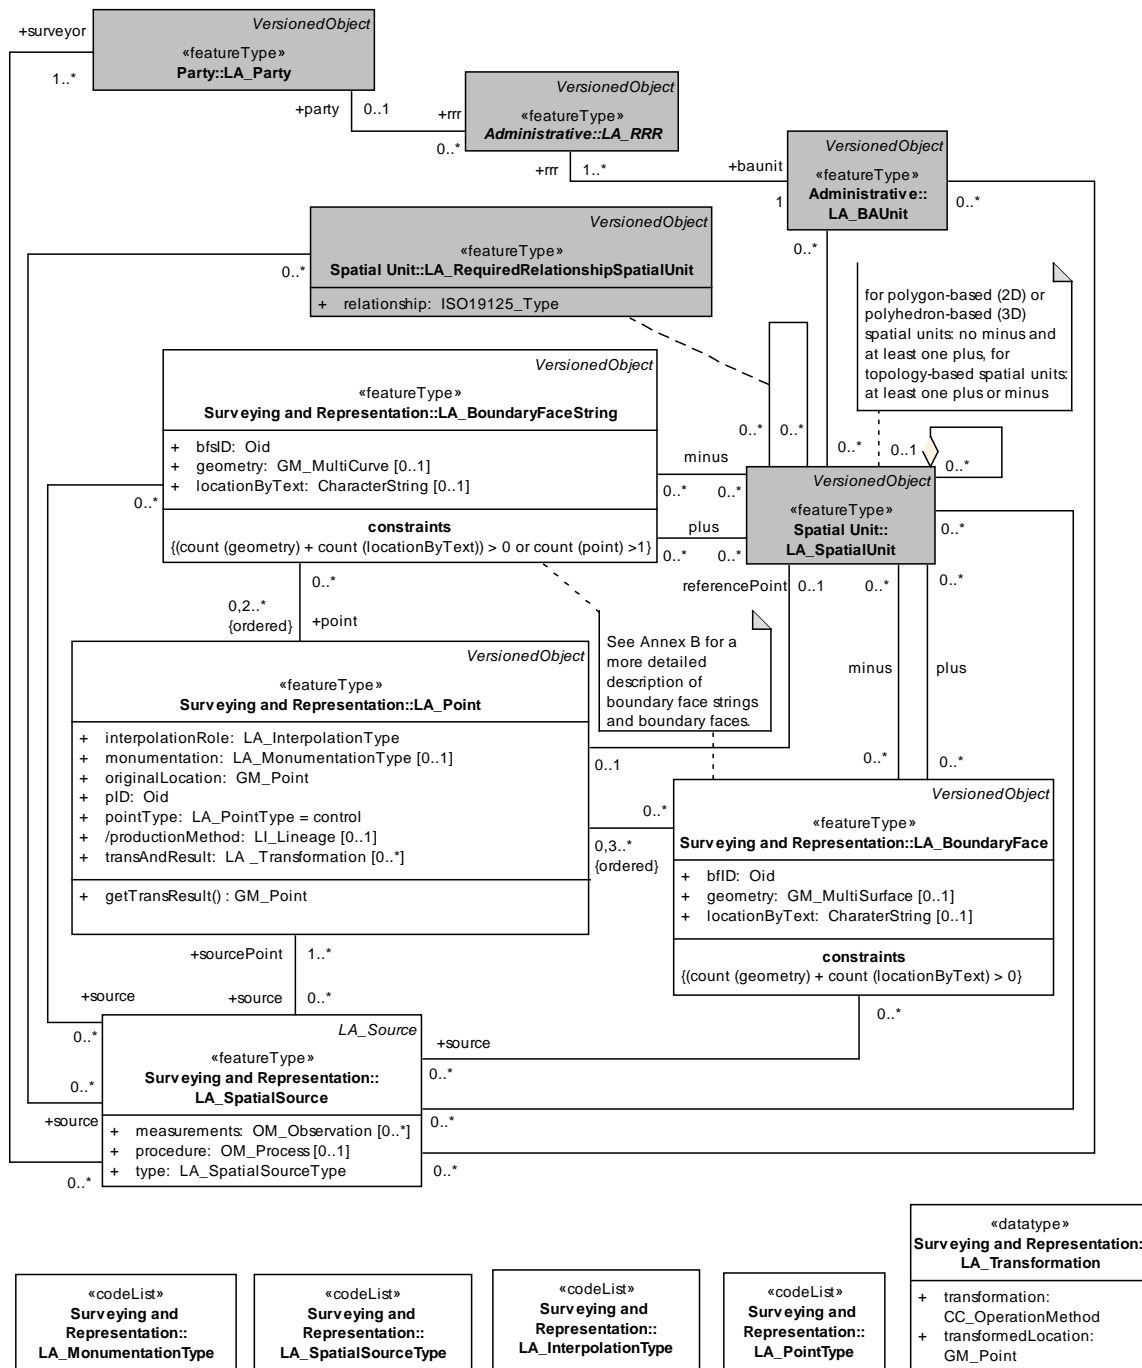 +surveyor
1..*
VersionedObject
«featureType»
Party::LA_Party
+party
0..1
+rrr
0..*
VersionedObject
«featureType»
Administrative::LA_RRR
+rrr
1..*
+baunit
1
VersionedObject
«featureType»
Administrative::
LA_BAUnit
0..*
0..*
0..*
VersionedObject
«featureType»
Spatial Unit::LA_RequiredRelationshipSpatialUnit
+ relationship: ISO19125_Type
for polygon-based (2D) or
polyhedron-based (3D)
spatial units: no minus and
at least one plus, for
topology-based spatial units:
at least one plus or minus
VersionedObject
«featureType»
Surveying and Representation::LA_BoundaryFaceString
+ bfsID: Oid
+ geometry: GM_MultiCurve [0..1]
+ locationByText: CharacterString [0..1]
constraints
{(count (geometry) + count (locationByText)) > 0 or count (point) >1}
0..*
0..*
0..*
0..*
0..1
0..*
minus
0..*
0..*
plus
0..*
0..*
VersionedObject
«featureType»
Spatial Unit::
LA_SpatialUnit
0..*
referencePoint
0..1
0..*
0..*
0..*
0,2..*
{ordered}
+point
See Annex B for a
more detailed
description of
boundary face strings
and boundary faces.
minus
plus
VersionedObject
«featureType»
Surveying and Representation::LA_Point
+ interpolationRole: LA_InterpolationType
+ monumentation: LA_MonumentationType [0..1]
+ originalLocation: GM_Point
+ pID: Oid
+ pointType: LA_PointType = control
+ /productionMethod: LI_Lineage [0..1]
+ transAndResult: LA _Transformation [0..*]
+ getTransResult() : GM_Point
0..1
0..*
0..*
0..*
0,3..*
{ordered}
VersionedObject
«featureType»
Surveying and Representation::LA_BoundaryFace
+ bfID: Oid
+ geometry: GM_MultiSurface [0..1]
+ locationByText: CharaterString [0..1]
constraints
{(count (geometry) + count (locationByText) > 0}
+sourcePoint
1..*
+source
+source
0..*
0..*
0..*
0..*
+source
LA_Source
«featureType»
Surveying and Representation::
LA_SpatialSource
+ measurements: OM_Observation [0..*]
+ procedure: OM_Process [0..1]
+ type: LA_SpatialSourceType
+source
0..*
0..*
0..*
0..*
0..*
«codeList»
Surveying and
Representation::
LA_MonumentationType
«codeList»
Surveying and
Representation::
LA_SpatialSourceType
«codeList»
Surveying and
Representation::
LA_InterpolationType
«codeList»
Surveying and
Representation::
LA_PointType
«datatype»
Surveying and Representation::
LA_Transformation
+ transformation:
CC_OperationMethod
+ transformedLocation:
GM_Point